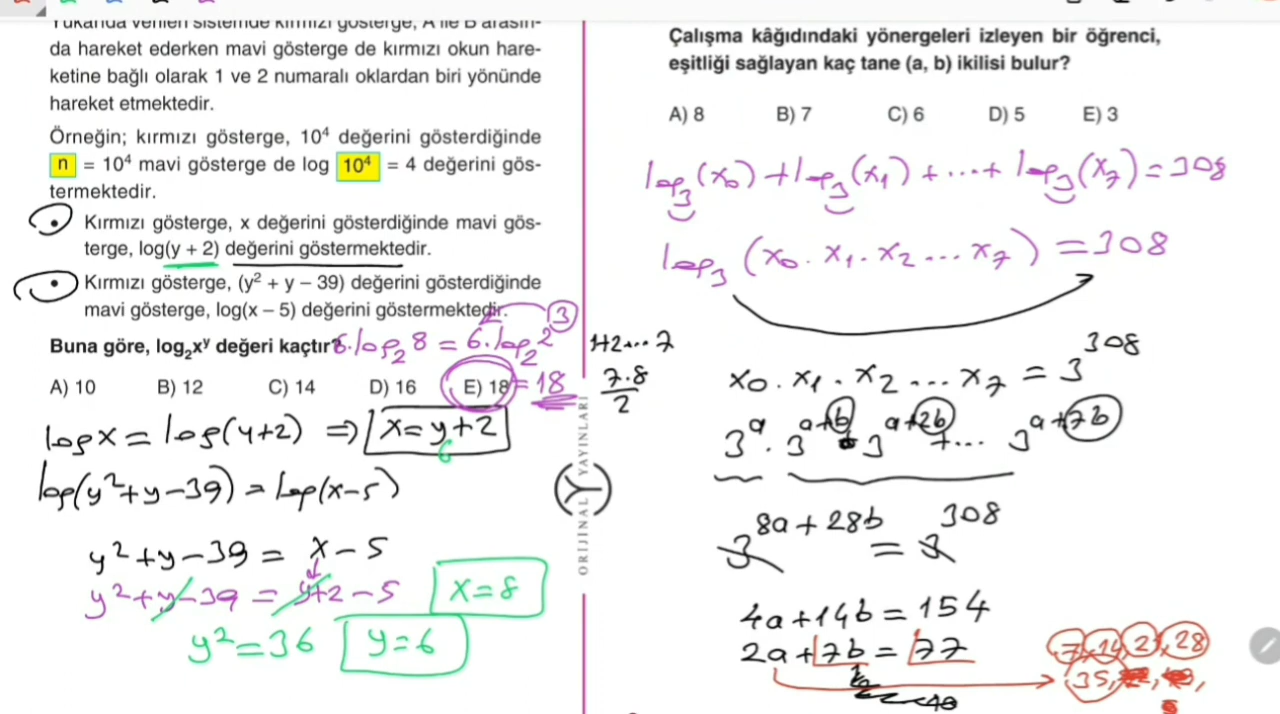 Yukarıda verilen sistemde kırmızı gösterge, A ile B arasın-
da hareket ederken mavi gösterge de kırmızı okun hare-
ketine bağlı olarak 1 ve 2 numaralı oklardan biri yönünde
hareket etmektedir.
Örneğin; kırmızı gösterge, 10⁴ değerini gösterdiğinde
n = 10⁴ mavi gösterge de log 10⁴ = 4 değerini gös-
termektedir.
• Kırmızı gösterge, x değerini gösterdiğinde mavi gös-
terge, log(y + 2) değerini göstermektedir.
• Kırmızı gösterge, (y² + y – 39) değerini gösterdiğinde
mavi gösterge, log(x – 5) değerini göstermektedir.
Buna göre, log₂xʸ değeri kaçtır?
6.log₂8 = 6.log₂2³
A) 10 B) 12 C) 14 D) 16 E) 18
= 18
logx = log(y+2) ⇒ x=y+2
6
log(y²+y-39) = log(x-5)
y²+y-39 = x-5
y²+y-39 = y+2-5
x=8
y²=36 y=6
ORİJİNAL YAYINLARI
Çalışma kâğıdındaki yönergeleri izleyen bir öğrenci,
eşitliği sağlayan kaç tane (a, b) ikilisi bulur?
A) 8 B) 7 C) 6 D) 5 E) 3
log₃(x₀)+log₃(x₁)+...+log₃(x₇)=308
log₃(x₀.x₁.x₂...x₇)=308
1+2...7
7.8
2
x₀.x₁.x₂...x₇ = 3³⁰⁸
3ᵃ.3ᵃ⁺ᵇ.3ᵃ⁺²ᵇ....3ᵃ⁺⁷ᵇ
3⁸ᵃ⁺²⁸ᵇ = 3³⁰⁸
4a+14b=154
2a+7b=77
7,14,21,28
35,